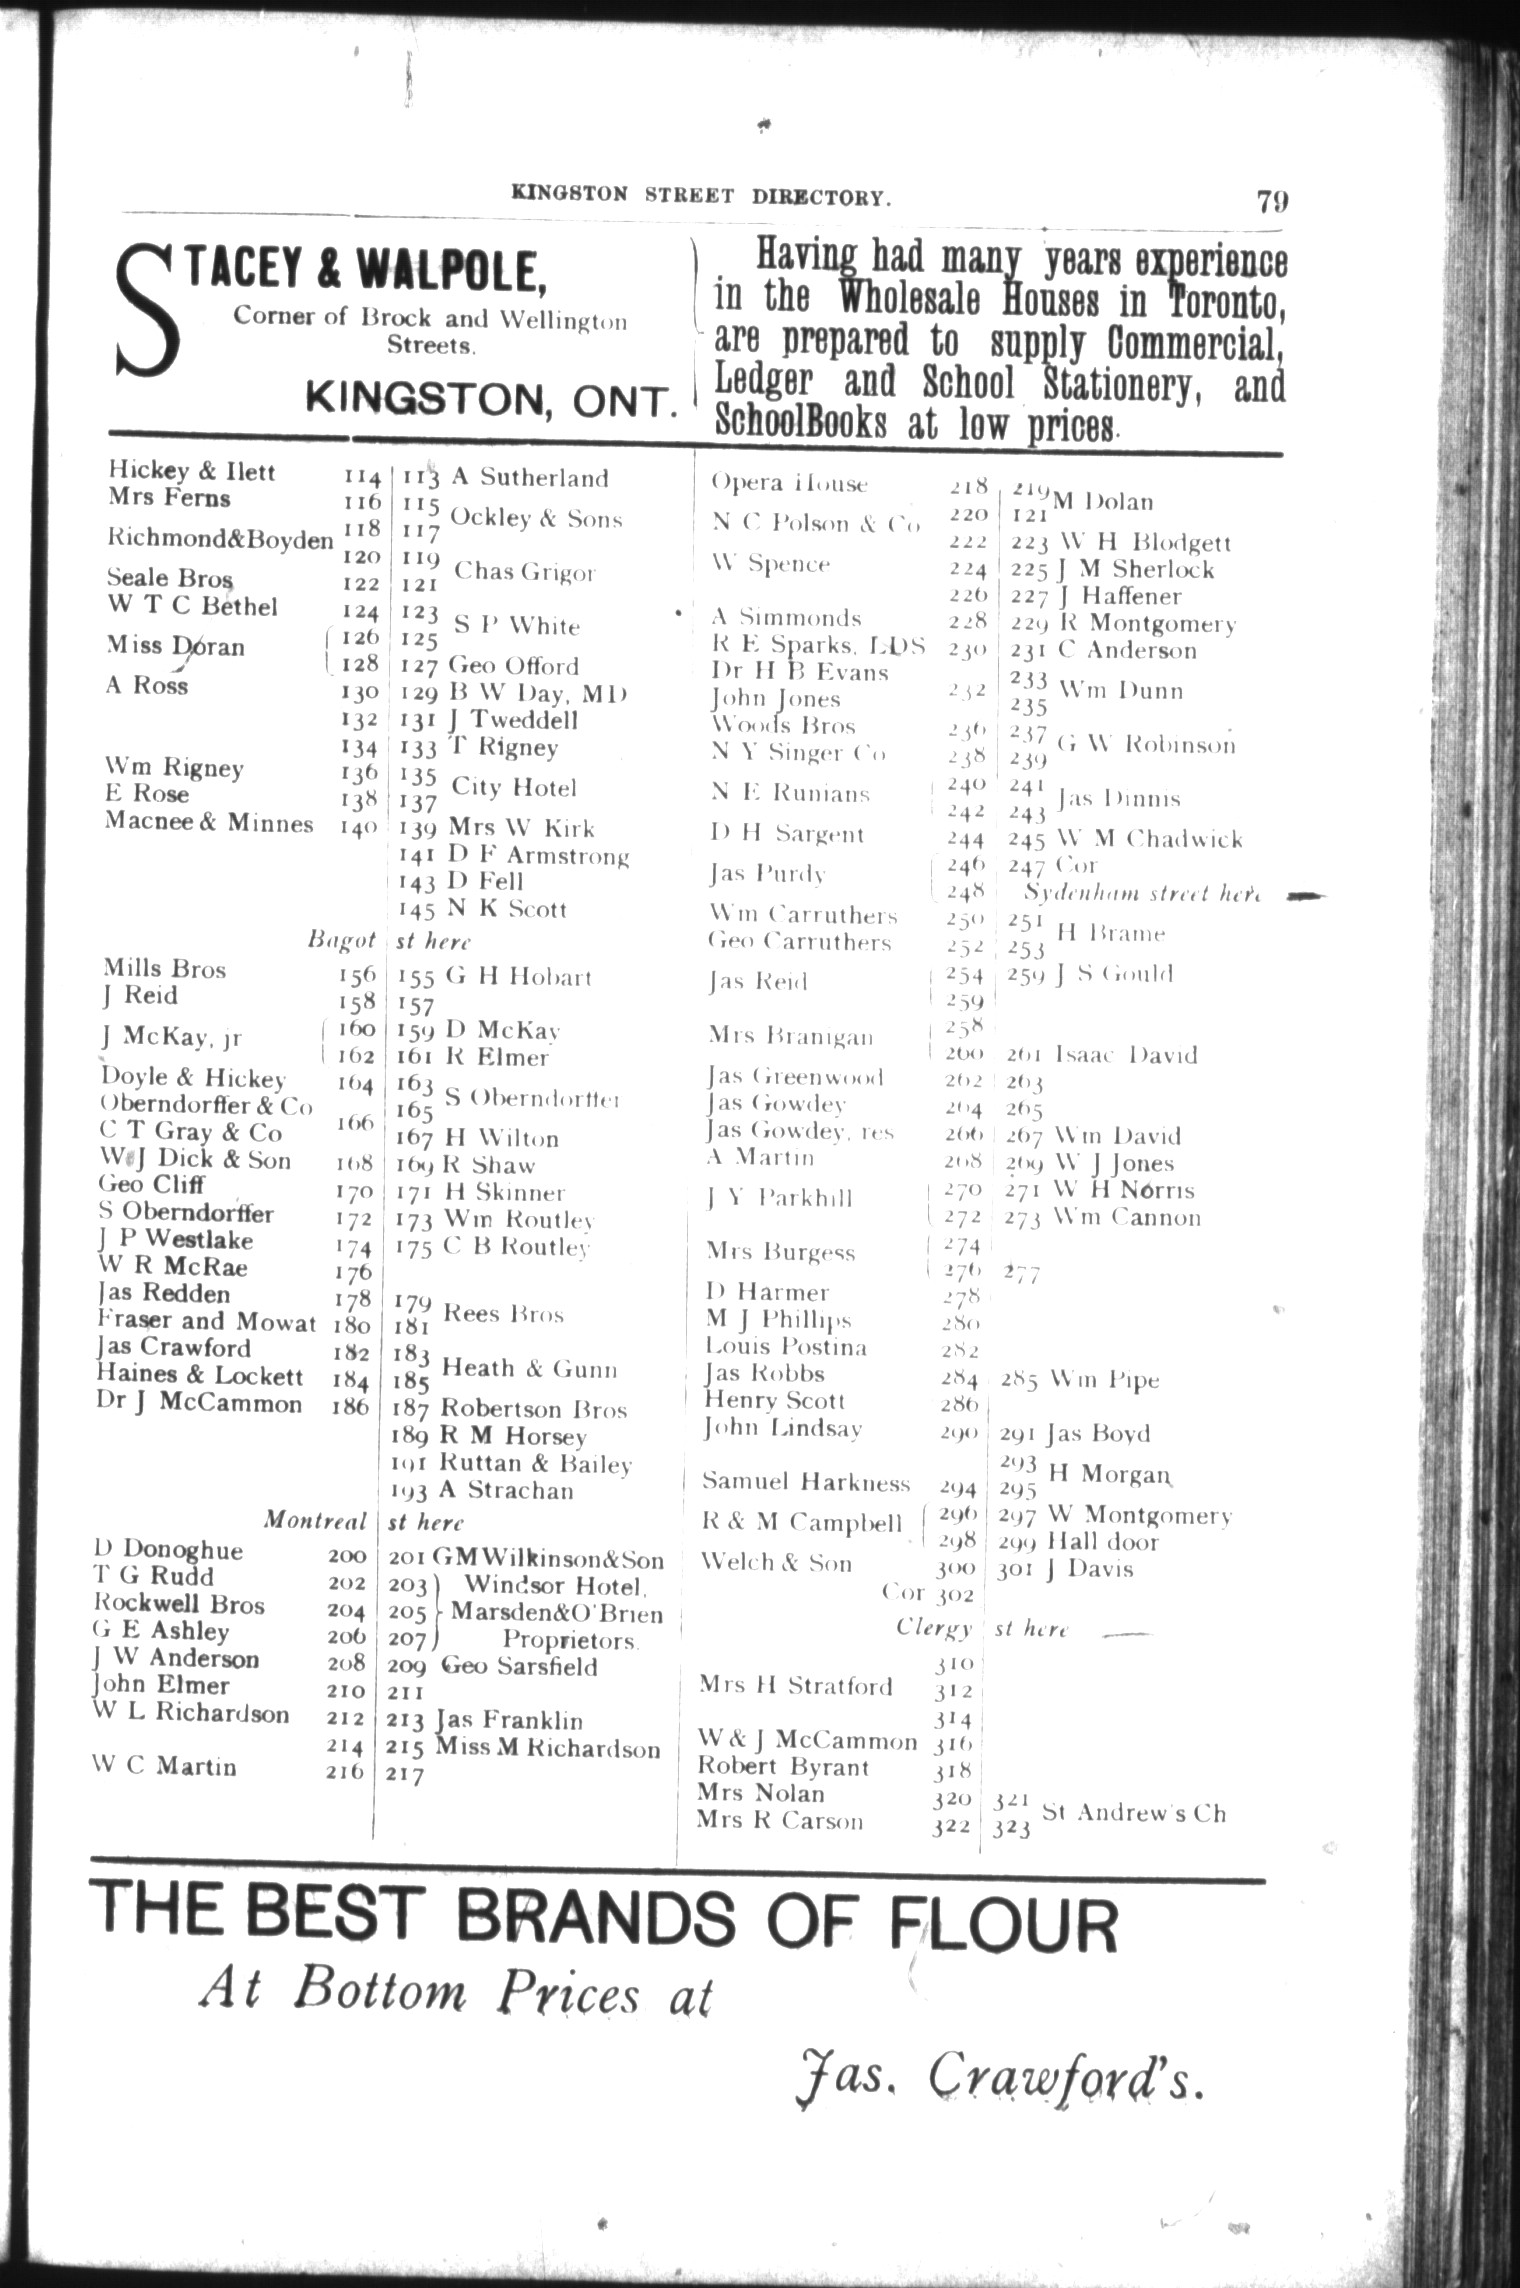 KINGSTON STREET DIRECTORY. 79
STACEY & WALPOLE,
Corner of Brock and Wellington
Streets.
KINGSTON, ONT.
Having had many years experience
in the Wholesale Houses in Toronto,
are prepared to supply Commercial,
Ledger and School Stationery, and
SchoolBooks at low prices.
Hickey & Ilett 114 113 A Sutherland
Mrs Ferns 116 115
Ockley & Sons
Richmond&Boyden 118 117
120 119
Chas Grigor
Seale Bros 122 121
W T C Bethel 124 123
S P White
Miss Doran 126 125
128 127 Geo Offord
A Ross 130 129 B W Day, MD
132 131 J Tweddell
134 133 T Rigney
Wm Rigney 136 135
City Hotel
E Rose 138 137
Macnee & Minnes 140 139 Mrs W Kirk
141 D F Armstrong
143 D Fell
145 N K Scott
Bagot st here
Mills Bros 156 155 G H Hobart
J Reid 158 157
J McKay, jr 160 159 D McKay
162 161 R Elmer
Doyle & Hickey 164 163
S Oberndorffer
Oberndorffer & Co 165
C T Gray & Co 166 167 H Wilton
W J Dick & Son 168 169 R Shaw
Geo Cliff 170 171 H Skinner
S Oberndorffer 172 173 Wm Routley
J P Westlake 174 175 C B Routley
W R McRae 176
Jas Redden 178 179
Rees Bros
Fraser and Mowat 180 181
Jas Crawford 182 183
Heath & Gunn
Haines & Lockett 184 185
Dr J McCammon 186 187 Robertson Bros
189 R M Horsey
191 Ruttan & Bailey
193 A Strachan
Montreal st here
D Donoghue 200 201 GMWilkinson&Son
T G Rudd 202 203 Windsor Hotel,
Rockwell Bros 204 205 Marsden&O'Brien
G E Ashley 206 207 Proprietors.
J W Anderson 208 209 Geo Sarsfield
John Elmer 210 211
W L Richardson 212 213 Jas Franklin
214 215 Miss M Richardson
W C Martin 216 217
Opera House 218 219
M Dolan
N C Polson & Co 220 121
222 223 W H Blodgett
W Spence 224 225 J M Sherlock
226 227 J Haffener
A Simmonds 228 229 R Montgomery
R E Sparks, LDS 230 231 C Anderson
Dr H B Evans 233
232 Wm Dunn
John Jones 235
Woods Bros 236 237
G W Robinson
N Y Singer Co 238 239
N E Runians 240 241
Jas Dinnis
242 243
D H Sargent 244 245 W M Chadwick
Jas Purdy 246 247 Cor
248 Sydenham street here
Wm Carruthers 250 251
H Brame
Geo Carruthers 252 253
Jas Reid 254 259 J S Gould
259
Mrs Branigan 258
260 261 Isaac David
Jas Greenwood 262 263
Jas Gowdey 264 265
Jas Gowdey, res 266 267 Wm David
A Martin 268 269 W J Jones
J Y Parkhill 270 271 W H Norris
272 273 Wm Cannon
Mrs Burgess 274
276 277
D Harmer 278
M J Phillips 280
Louis Postina 282
Jas Robbs 284 285 Wm Pipe
Henry Scott 286
John Lindsay 290 291 Jas Boyd
293
H Morgan
Samuel Harkness 294 295
R & M Campbell 296 297 W Montgomery
298 299 Hall door
Welch & Son 300 301 J Davis
Cor 302
Clergy st here
310
Mrs H Stratford 312
314
W & J McCammon 316
Robert Byrant 318
Mrs Nolan 320 321
St Andrew's Ch
Mrs R Carson 322 323
THE BEST BRANDS OF FLOUR
At Bottom Prices at
Jas. Crawford's.